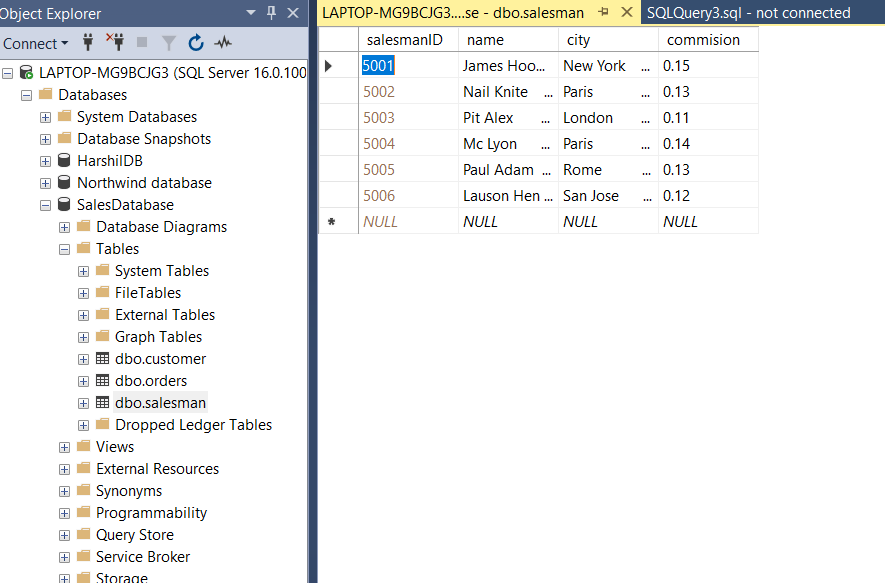 Object Explorer
Connect
LAPTOP-MG9BCJG3 (SQL Server 16.0.100
Databases
System Databases
Database Snapshots
HarshilDB
Northwind database
SalesDatabase
Database Diagrams
Tables
System Tables
FileTables
External Tables
Graph Tables
dbo.customer
dbo.orders
dbo.salesman
Dropped Ledger Tables
Views
External Resources
Synonyms
Programmability
Query Store
Service Broker
Storage
LAPTOP-MG9BCJG3....se - dbo.salesman SQLQuery3.sql - not connected
salesmanID name city commision
5001 James Hoo... New York ... 0.15
5002 Nail Knite ... Paris ... 0.13
5003 Pit Alex ... London ... 0.11
5004 Mc Lyon ... Paris ... 0.14
5005 Paul Adam ... Rome ... 0.13
5006 Lauson Hen ... San Jose ... 0.12
* NULL NULL NULL NULL